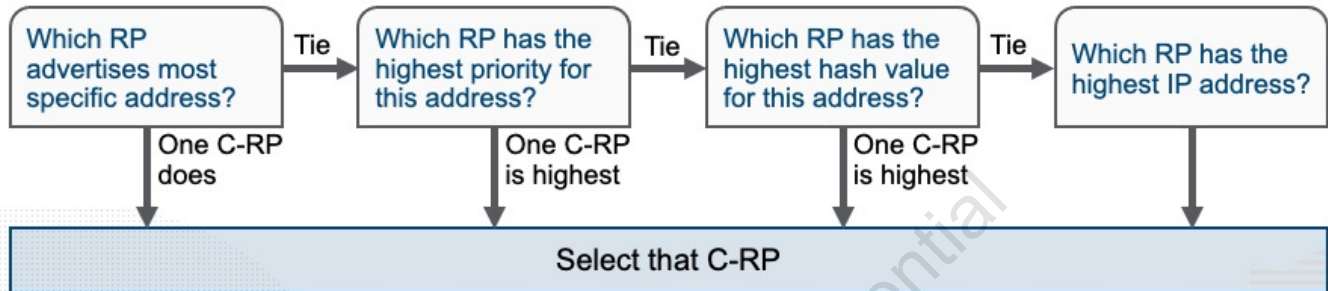 Which RP
advertises most
specific address?
Tie
Which RP has the
highest priority for
this address?
Tie
Which RP has the
highest hash value
for this address?
Tie
Which RP has the
highest IP address?
One C-RP
does
One C-RP
is highest
One C-RP
is highest
Select that C-RP